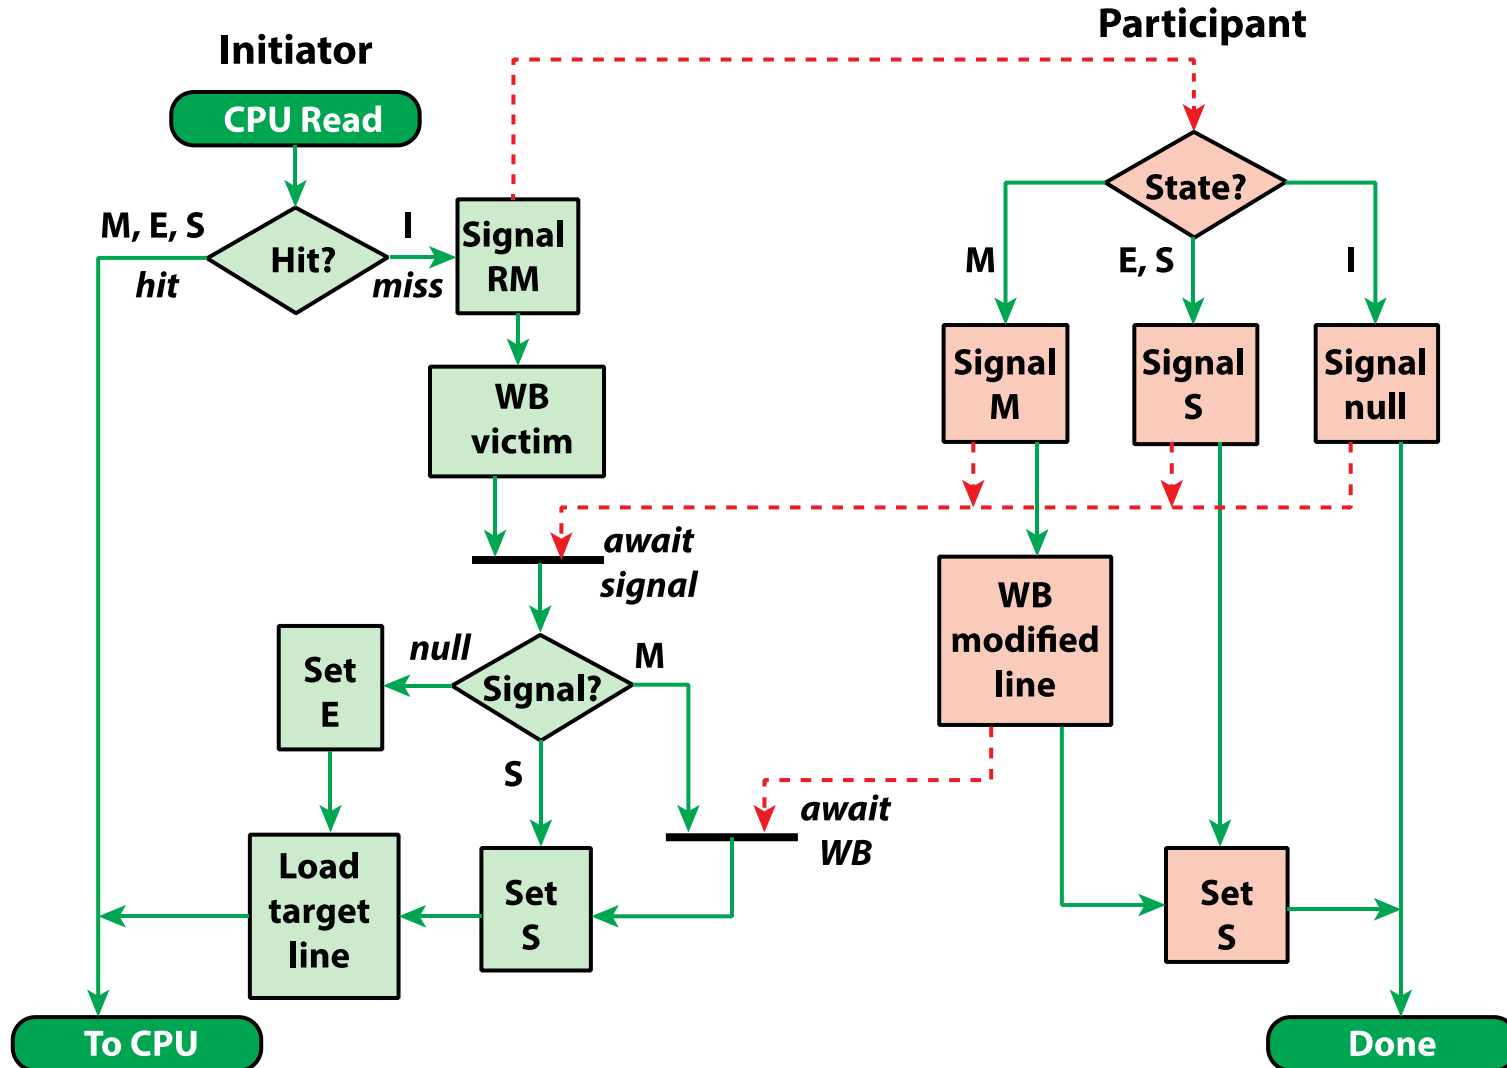 Initiator
Participant
CPU Read
M, E, S
hit
Hit?
I
miss
Signal
RM
State?
M
E, S
I
WB
victim
Signal
M
Signal
S
Signal
null
await
signal
WB
modified
line
null
Signal?
M
S
Set
E
await
WB
Load
target
line
Set
S
Set
S
To CPU
Done